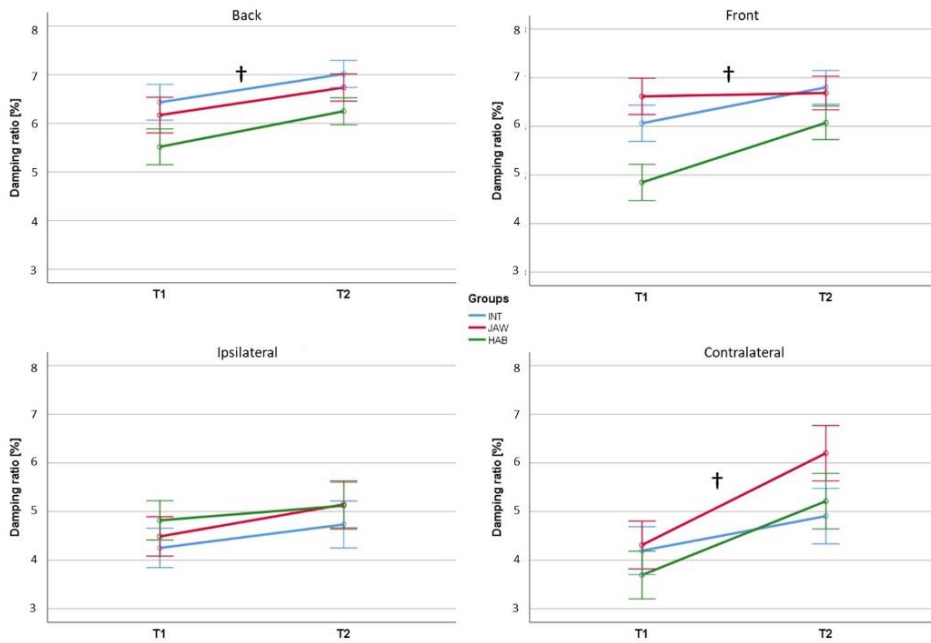 Back
Damping ratio [%]
8
7
6
5
4
3
†
T1
T2
Front
Damping ratio [%]
8
7
6
5
4
3
†
T1
T2
Groups
INT
JAW
HAB
Ipsilateral
Damping ratio [%]
8
7
6
5
4
3
T1
T2
Contralateral
Damping ratio [%]
8
7
6
5
4
3
†
T1
T2